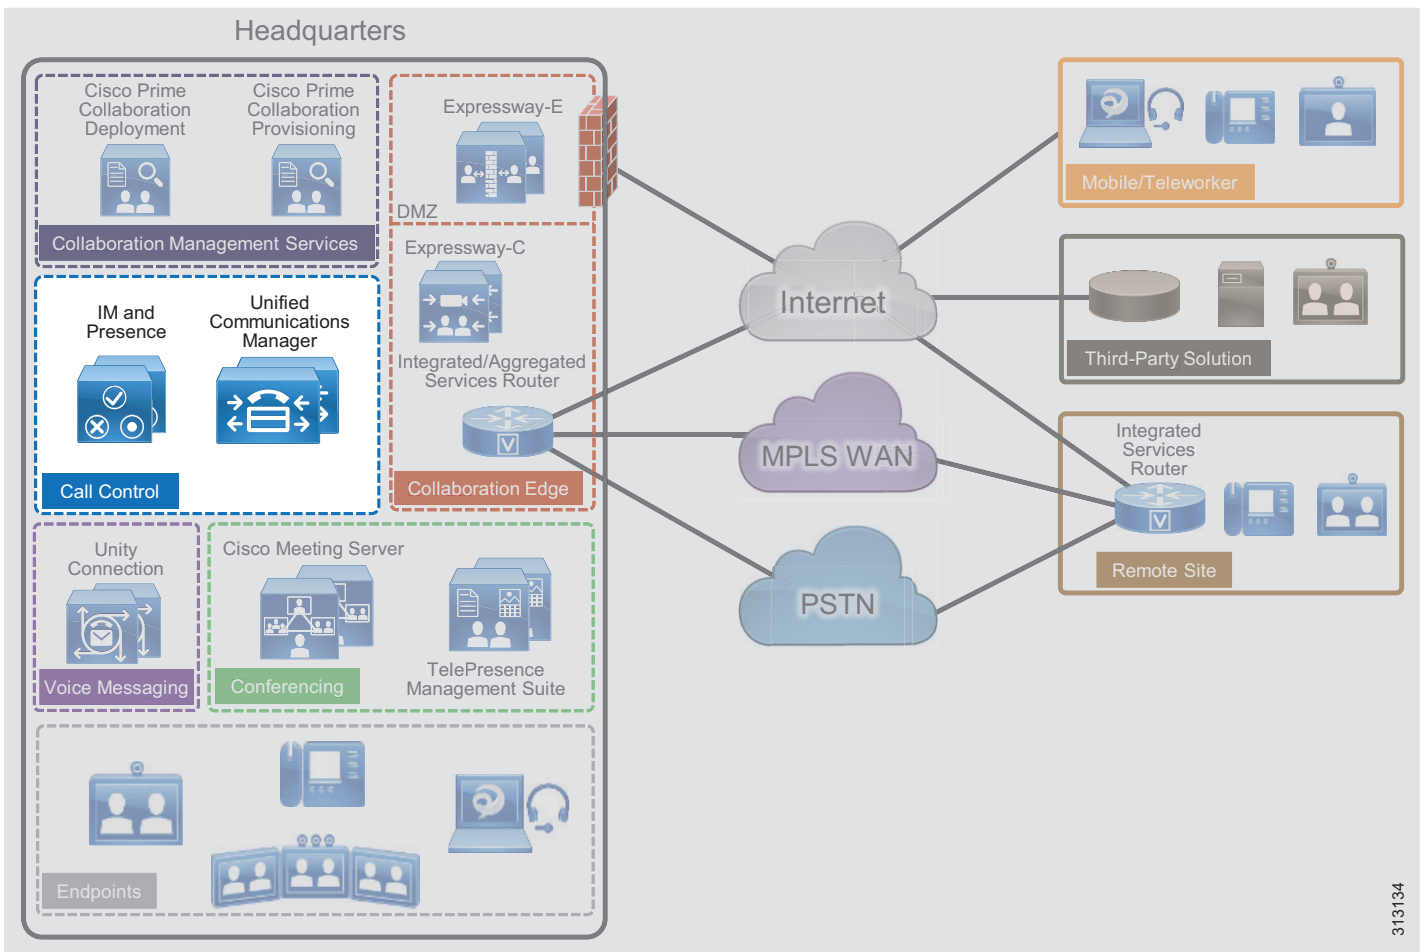 Headquarters
Cisco Prime
Collaboration
Deployment
Cisco Prime
Collaboration
Provisioning
Collaboration Management Services
Expressway-E
DMZ
Expressway-C
Integrated/Aggregated
Services Router
V
Collaboration Edge
IM and
Presence
Unified
Communications
Manager
Call Control
Unity
Connection
Voice Messaging
Cisco Meeting Server
Conferencing
TelePresence
Management Suite
Endpoints
Internet
MPLS WAN
PSTN
Mobile/Teleworker
Third-Party Solution
Integrated
Services
Router
V
Remote Site
313134